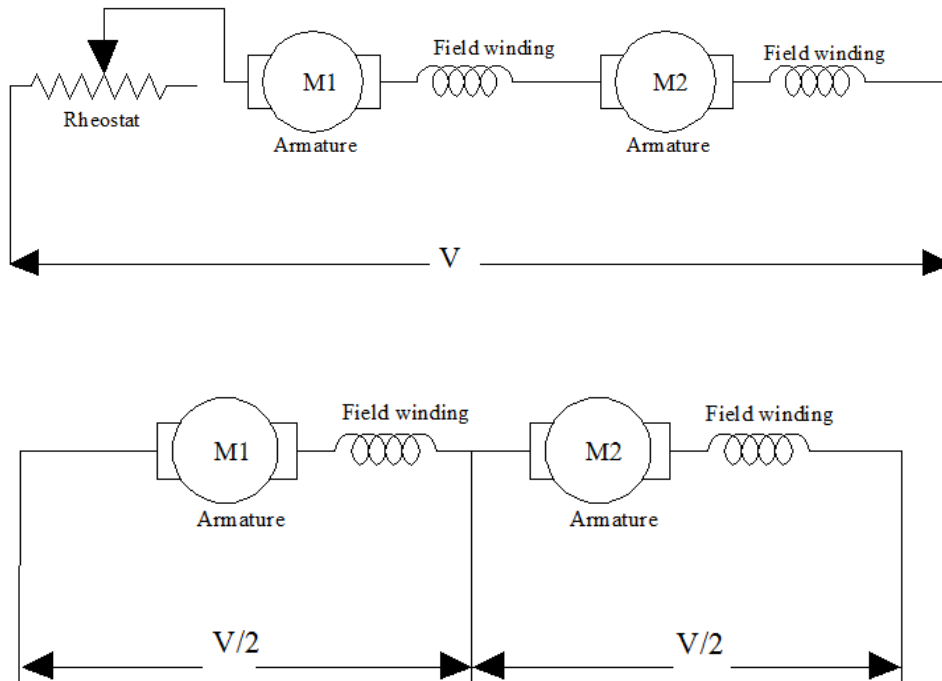 Field winding
Field winding
M1
M2
Rheostat
Armature
Armature
V
Field winding
Field winding
M1
M2
Armature
Armature
V/2
V/2